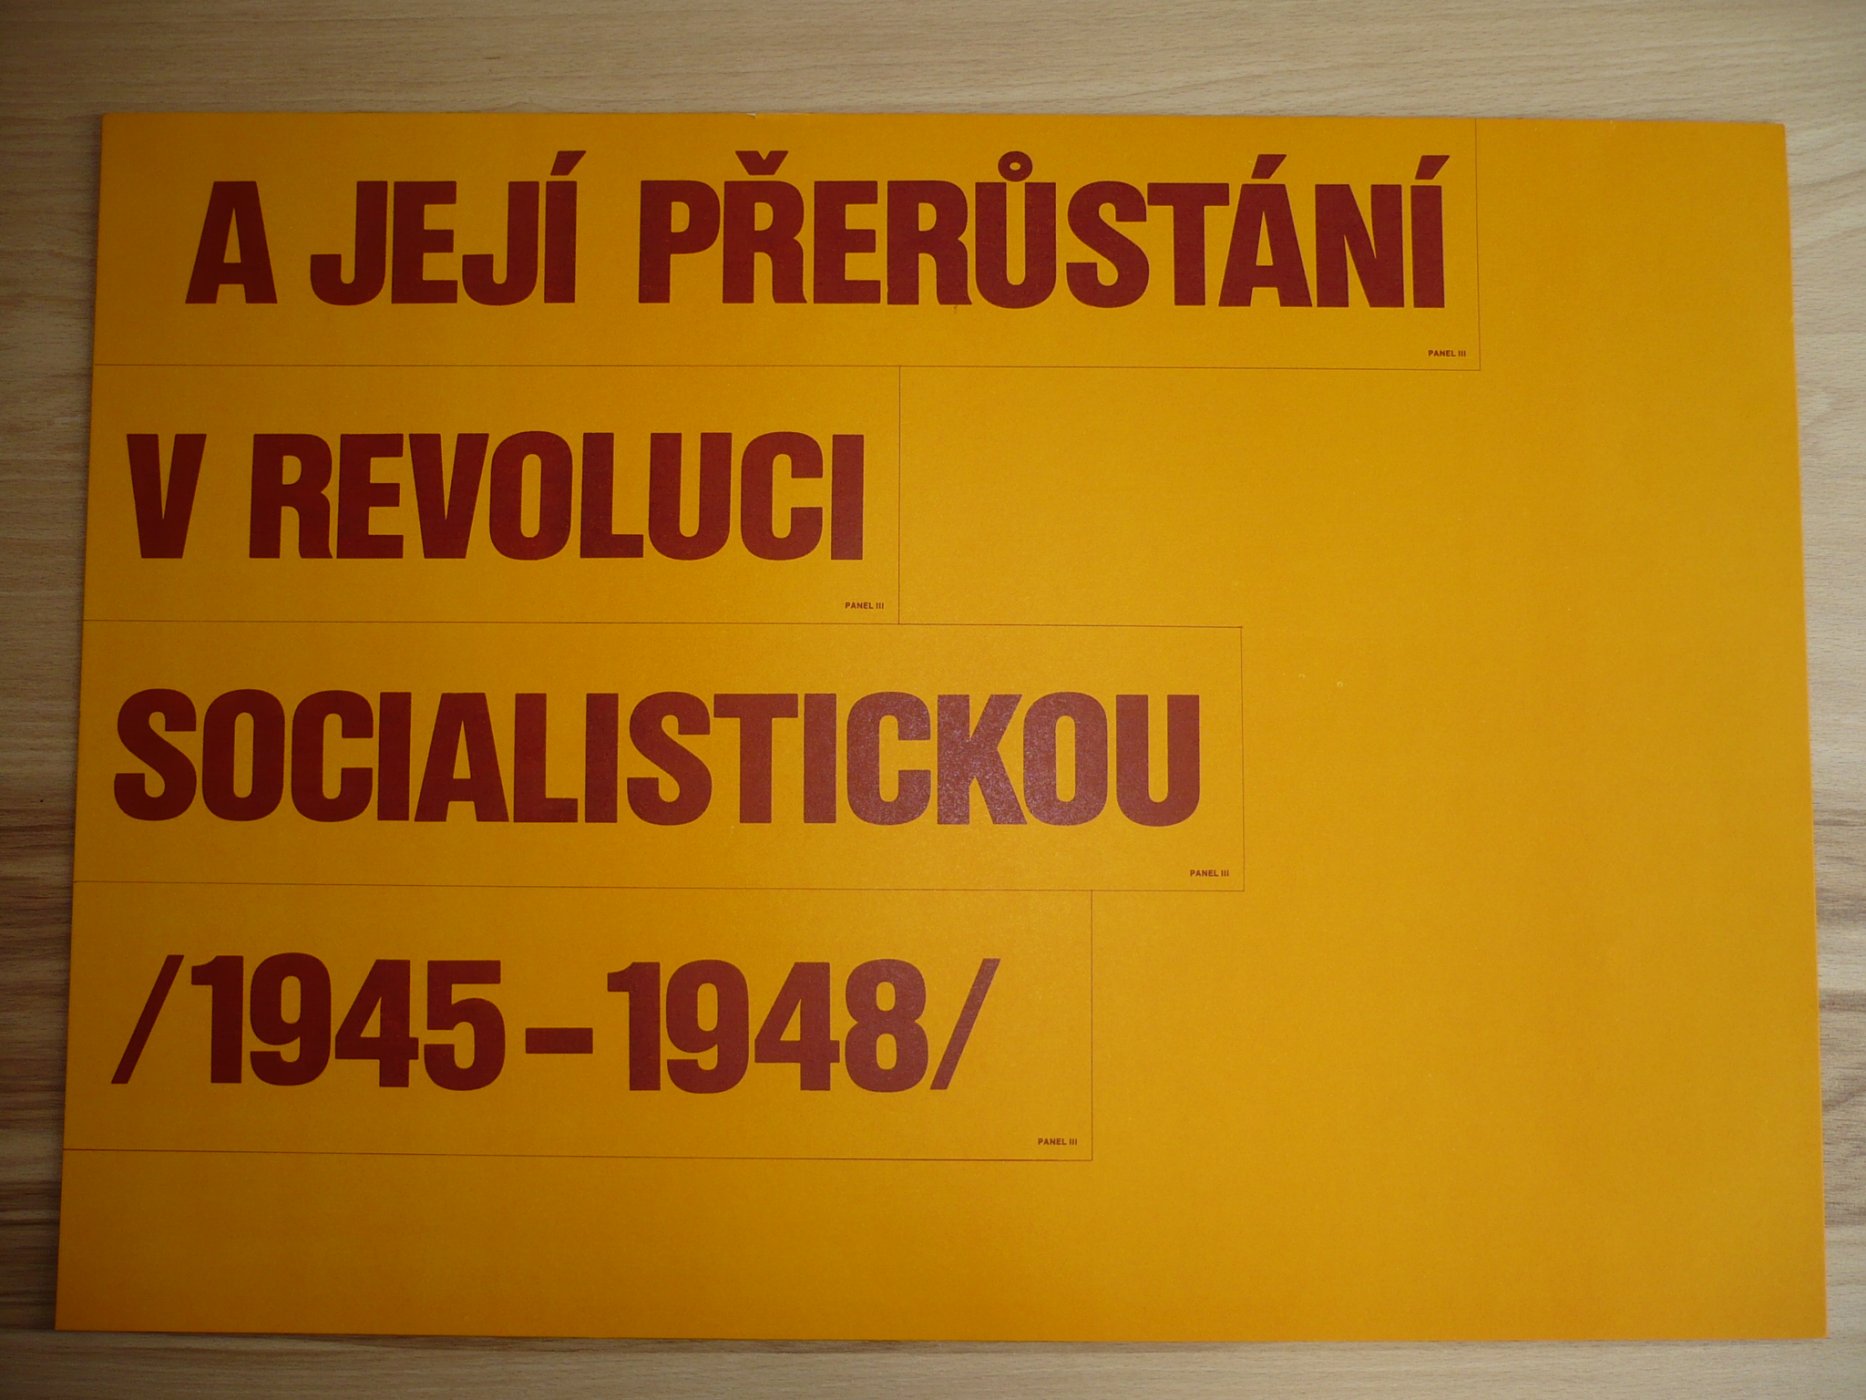 A JEJÍ PŘERŮSTÁNÍ
PANEL III
V REVOLUCI
PANEL III
SOCIALISTICKOU
PANEL III
/1945-1948/
PANEL III